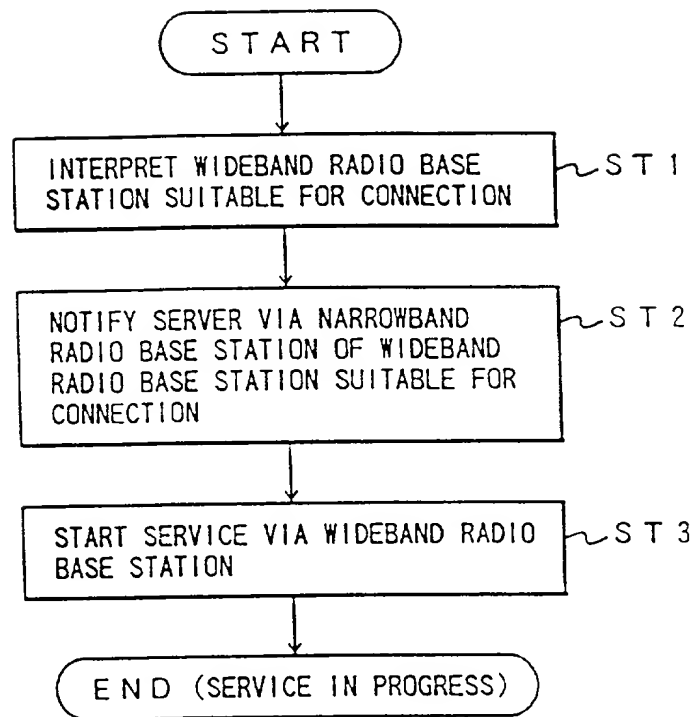 START
INTERPRET WIDEBAND RADIO BASE
STATION SUITABLE FOR CONNECTION
ST1
NOTIFY SERVER VIA NARROWBAND
RADIO BASE STATION OF WIDEBAND
RADIO BASE STATION SUITABLE FOR
CONNECTION
ST2
START SERVICE VIA WIDEBAND RADIO
BASE STATION
ST3
END (SERVICE IN PROGRESS)